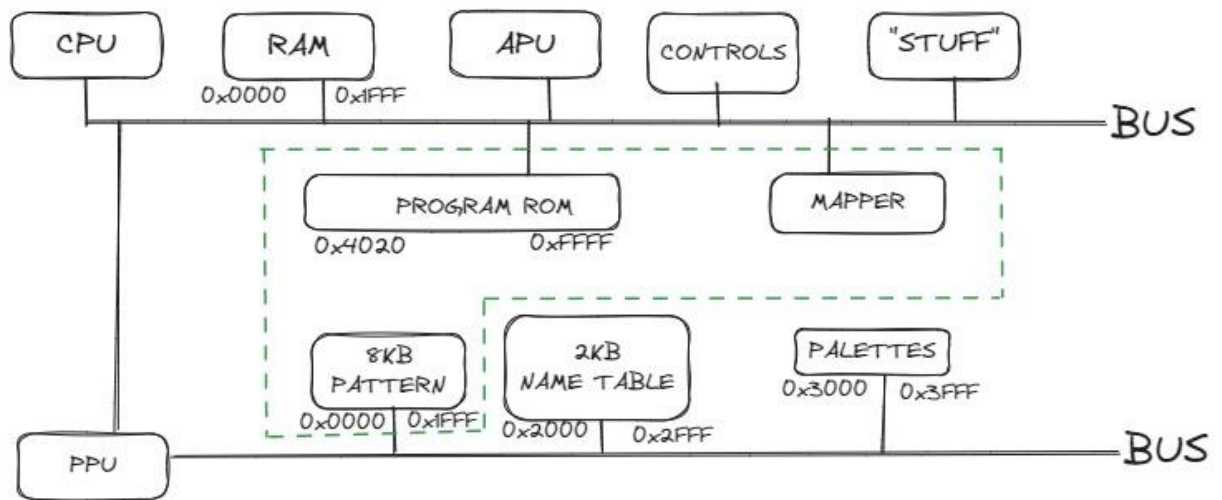 CPU
RAM
APU
CONTROLS
"STUFF"
0x0000
0x1FFF
BUS
PROGRAM ROM
MAPPER
0x4020
0xFFFF
8KB
PATTERN
2KB
NAME TABLE
PALETTES
0x3000
0x3FFF
0x0000
0x1FFF
0x2000
0x2FFF
PPU
BUS